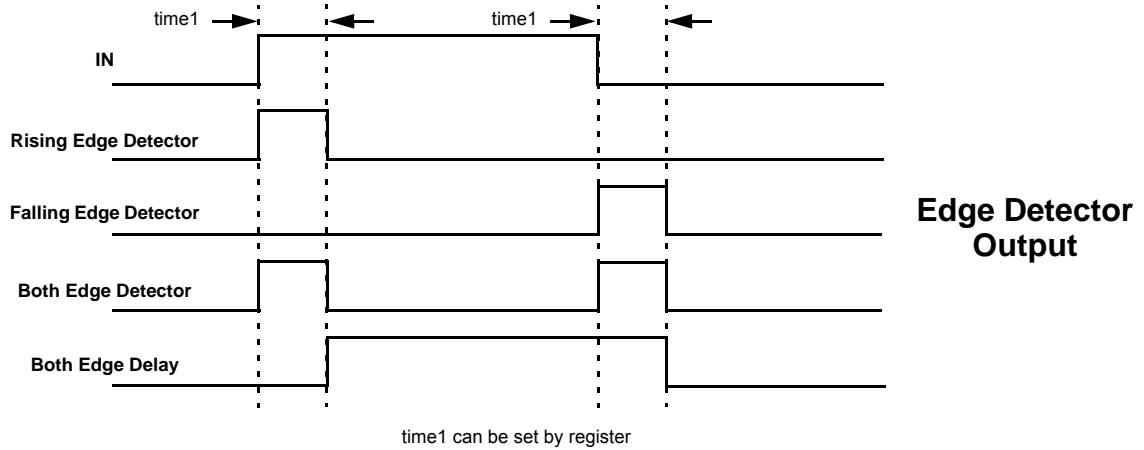 time1
time1
IN
Rising Edge Detector
Falling Edge Detector
Edge Detector
Output
Both Edge Detector
Both Edge Delay
time1 can be set by register